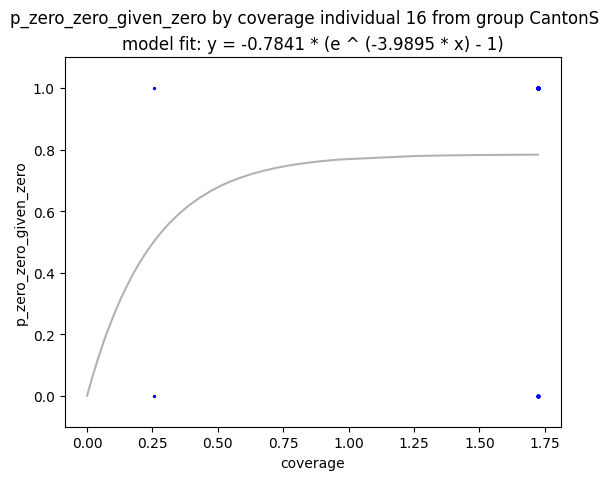 p_zero_zero_given_zero by coverage individual 16 from group CantonS
model fit: y = -0.7841 * (e ^ (-3.9895 * x) - 1)
1.0
0.8
0.6
0.4
0.2
0.0
p_zero_zero_given_zero
0.00 0.25 0.50 0.75 1.00 1.25 1.50 1.75
coverage